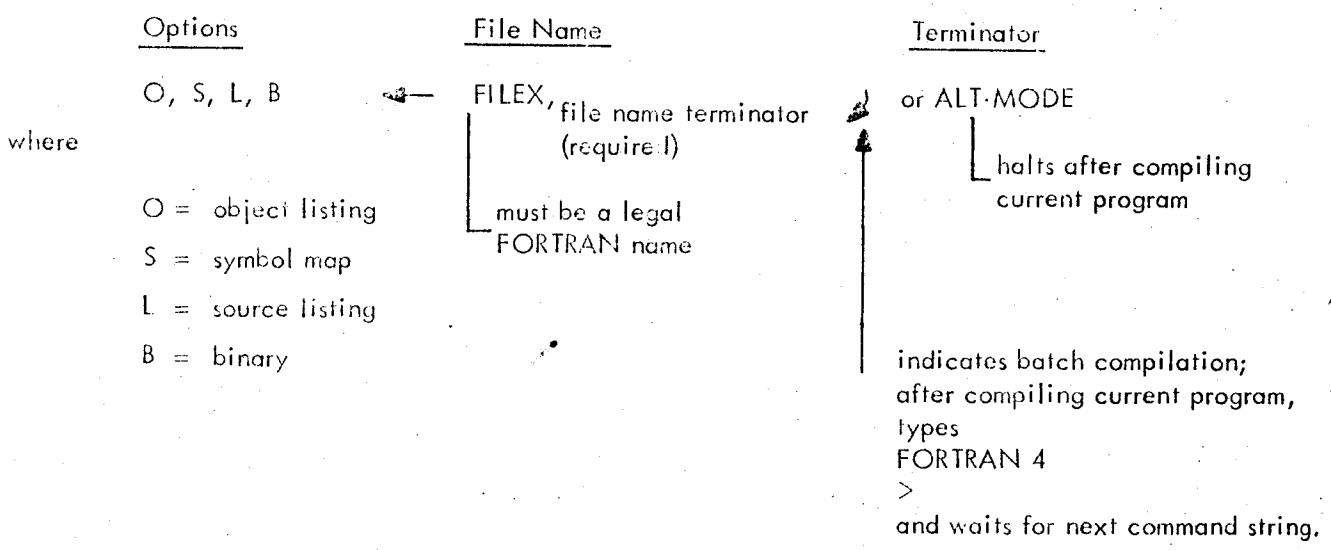 Options File Name Terminator
O, S, L, B ← FILEX, file name terminator (required) ↲ or ALT-MODE
where
halts after compiling
current program
must be a legal
FORTRAN name
O = object listing
S = symbol map
L = source listing
B = binary
indicates batch compilation;
after compiling current program,
types
FORTRAN 4
>
and waits for next command string.